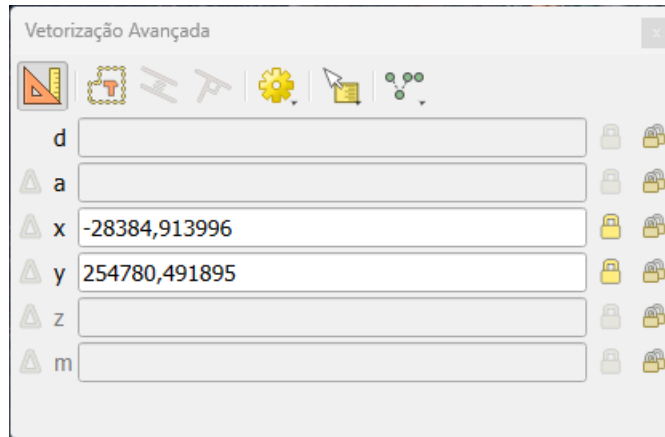 Vetorização Avançada
x
d
a
x -28384,913996
y 254780,491895
z
m